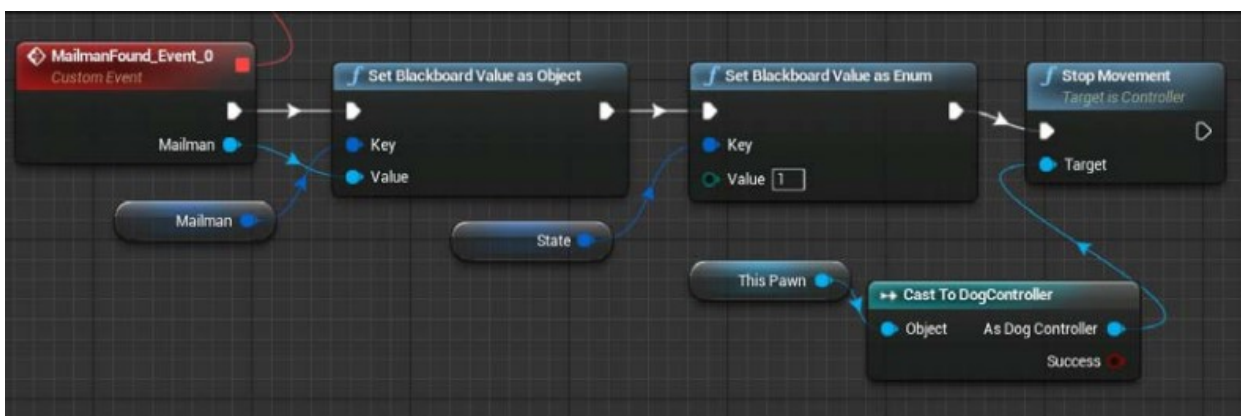 MailmanFound_Event_0
Custom Event
Mailman
Set Blackboard Value as Object
Key
Value
Mailman
Set Blackboard Value as Enum
Key
Value 1
State
Stop Movement
Target is Controller
Target
This Pawn
Cast To DogController
Object As Dog Controller
Success